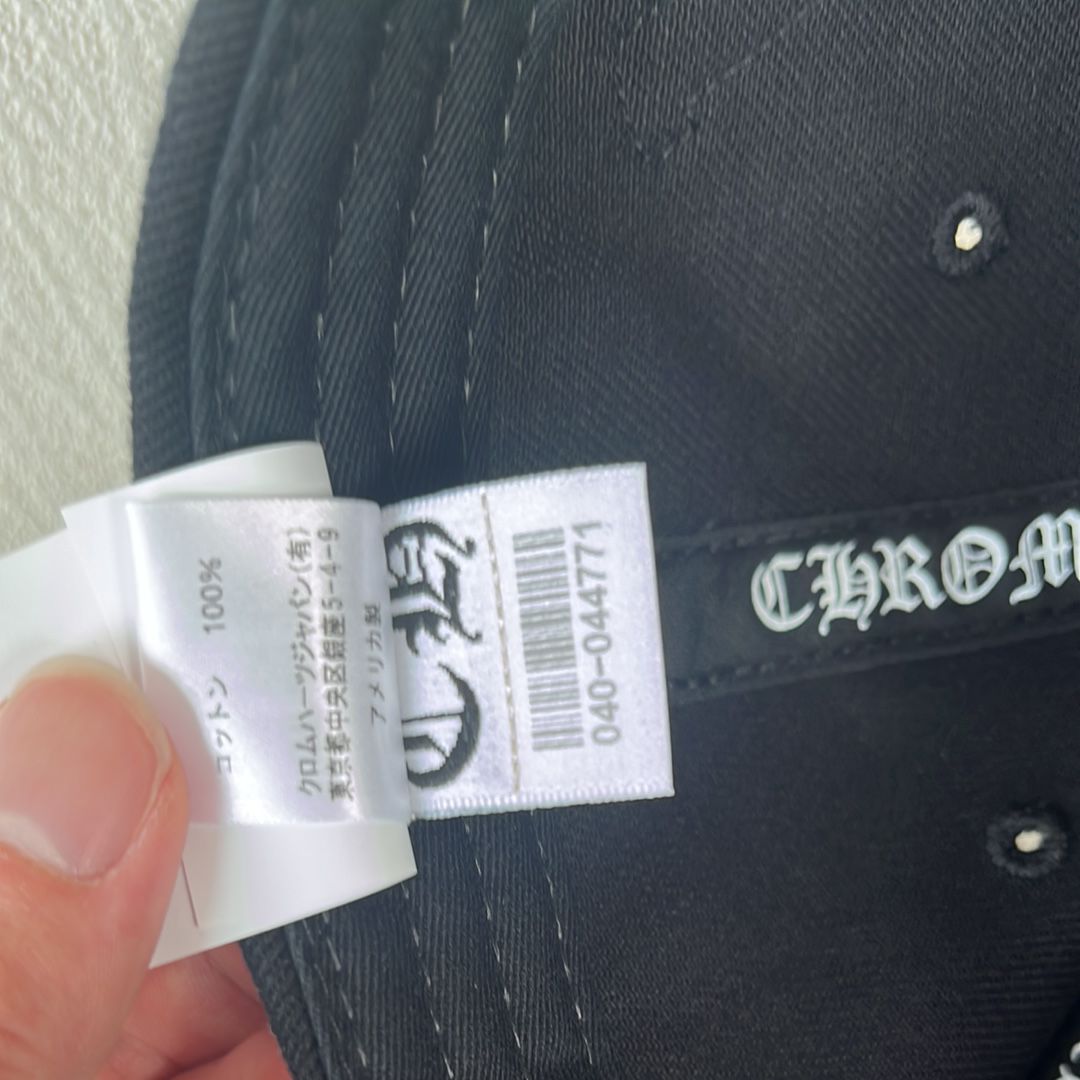 コットン 100%
クロムハーツジャパン(有)
東京都中央区銀座5-4-9
アメリカ製
040-044771
CHROM